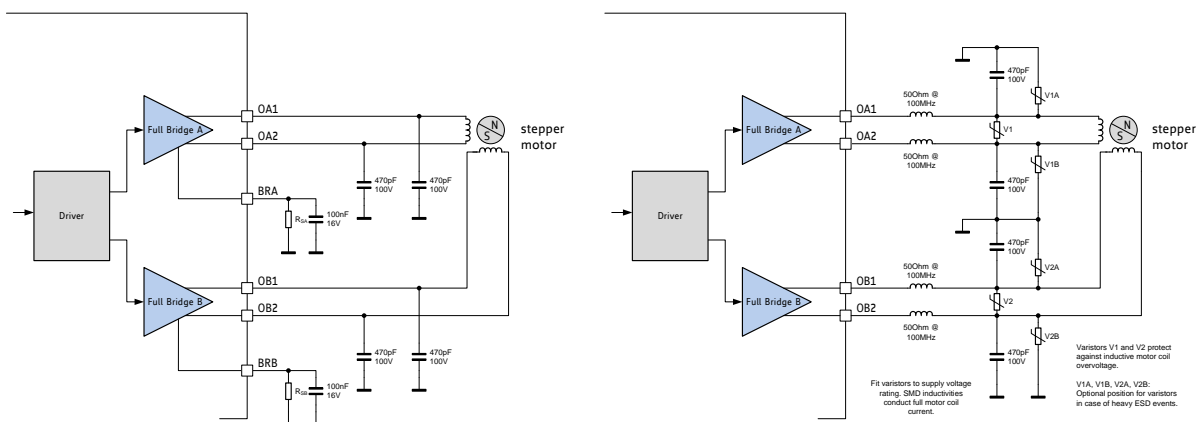 Driver
Full Bridge A
Full Bridge B
OA1
OA2
BRA
OB1
OB2
BRB
RSA
100nF
16V
RSB
100nF
16V
470pF
100V
470pF
100V
470pF
100V
470pF
100V
N
S
stepper
motor
Driver
Full Bridge A
Full Bridge B
OA1
OA2
OB1
OB2
50Ohm @
100MHz
50Ohm @
100MHz
50Ohm @
100MHz
50Ohm @
100MHz
470pF
100V
V1A
V1
V1B
470pF
100V
470pF
100V
V2A
V2
V2B
470pF
100V
N
S
stepper
motor
Fit varistors to supply voltage
rating. SMD inductivities
conduct full motor coil
current.
Varistors V1 and V2 protect
against inductive motor coil
overvoltage.
V1A, V1B, V2A, V2B:
Optional position for varistors
in case of heavy ESD events.